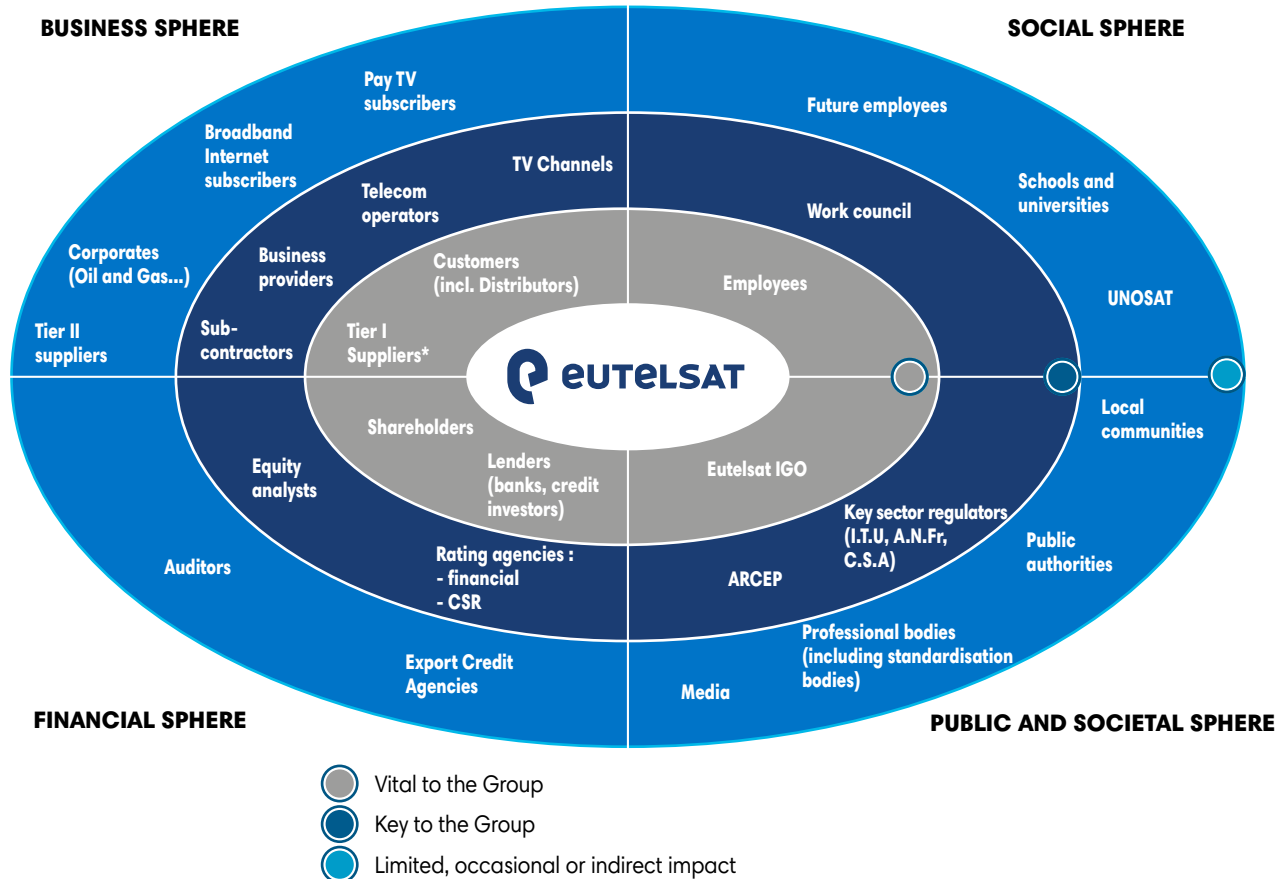 BUSINESS SPHERE
SOCIAL SPHERE
Pay TV
subscribers
Future employees
Broadband
Internet
subscribers
TV Channels
Telecom
operators
Schools and
universities
Work council
Corporates
(Oil and Gas...)
Business
providers
Customers
(incl. Distributors)
Employees
UNOSAT
Tier II
suppliers
Sub-
contractors
Tier I
Suppliers*
eutelsat
Shareholders
Local
communities
Equity
analysts
Lenders
(banks, credit
investors)
Eutelsat IGO
Key sector regulators
(I.T.U, A.N.Fr,
C.S.A)
Public
authorities
Auditors
Rating agencies :
- financial
- CSR
ARCEP
Professional bodies
(including standardisation
bodies)
Export Credit
Agencies
Media
FINANCIAL SPHERE
PUBLIC AND SOCIETAL SPHERE
Vital to the Group
Key to the Group
Limited, occasional or indirect impact